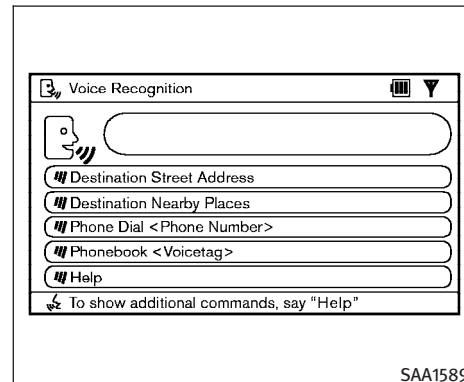 Voice Recognition
Destination Street Address
Destination Nearby Places
Phone Dial <Phone Number>
Phonebook <Voicetag>
Help
To show additional commands, say “Help”
SAA1589